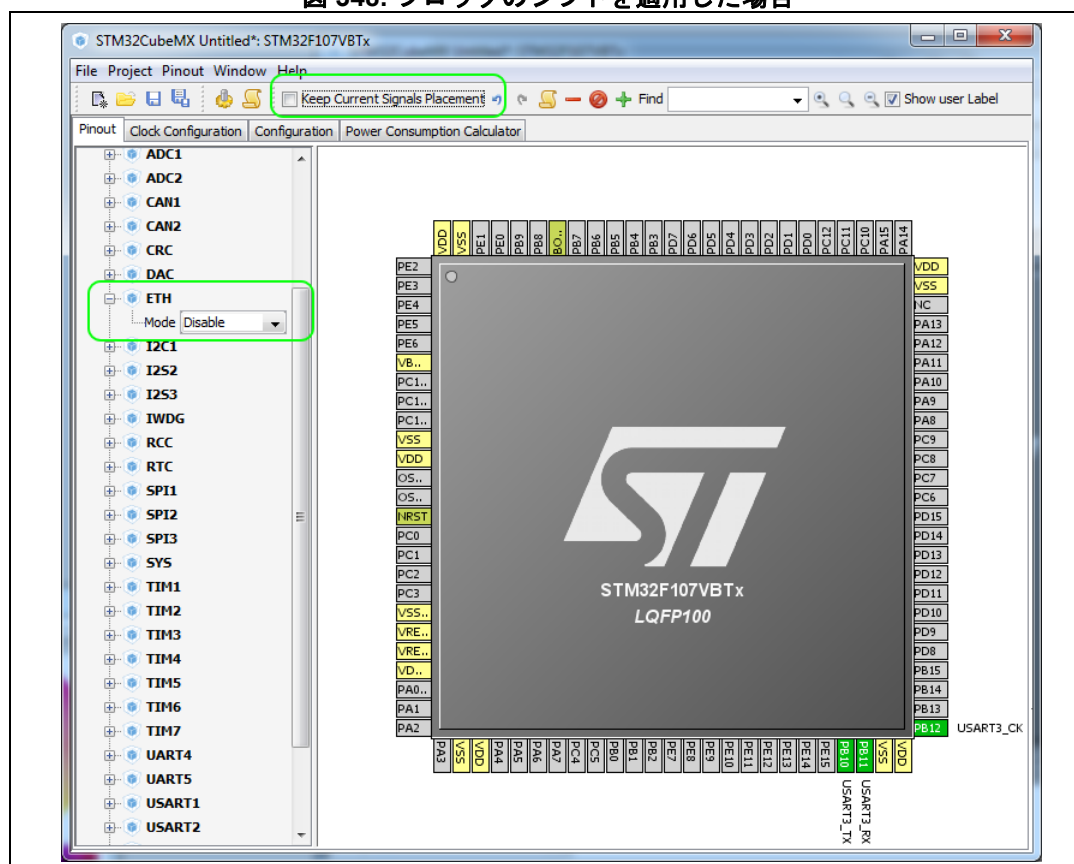 STM32CubeMX Untitled*: STM32F107VBTx
File Project Pinout Window Help
Keep Current Signals Placement
Find
Show user Label
Pinout
Clock Configuration
Configuration
Power Consumption Calculator
ADC1
ADC2
CAN1
CAN2
CRC
DAC
ETH
Mode Disable
I2C1
I2S2
I2S3
IWDG
RCC
RTC
SPI1
SPI2
SPI3
SYS
TIM1
TIM2
TIM3
TIM4
TIM5
TIM6
TIM7
UART4
UART5
USART1
USART2
VDD
VSS
PE1
PE0
PB9
PB8
BO..
PB7
PB6
PB5
PB4
PB3
PD7
PD6
PD5
PD4
PD3
PD2
PD1
PD0
PC12
PC11
PC10
PA15
PA14
PE2
PE3
PE4
PE5
PE6
VB..
PC1..
PC1..
PC1..
VSS
VDD
OS..
OS..
NRST
PC0
PC1
PC2
PC3
VSS..
VRE..
VRE..
VD..
PA0..
PA1
PA2
ST
STM32F107VBTx
LQFP100
VDD
VSS
NC
PA13
PA12
PA11
PA10
PA9
PA8
PC9
PC8
PC7
PC6
PD15
PD14
PD13
PD12
PD11
PD10
PD9
PD8
PB15
PB14
PB13
PB12 USART3_CK
PA3
VSS
VDD
PA4
PA5
PA6
PA7
PC4
PC5
PB0
PB1
PB2
PE7
PE8
PE9
PE10
PE11
PE12
PE13
PE14
PE15
PB10
PB11
VSS
VDD
USART3_TX
USART3_RX